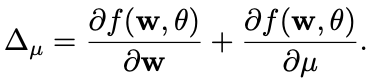 Δ_μ = ∂f(𝐰, θ)/∂𝐰 + ∂f(𝐰, θ)/∂μ.